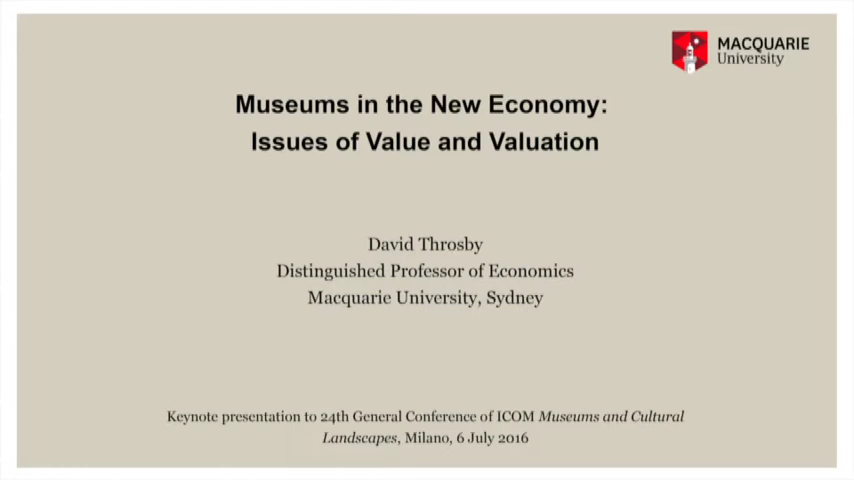 MACQUARIE
University
Museums in the New Economy:
Issues of Value and Valuation
David Throsby
Distinguished Professor of Economics
Macquarie University, Sydney
Keynote presentation to 24th General Conference of ICOM Museums and Cultural
Landscapes, Milano, 6 July 2016